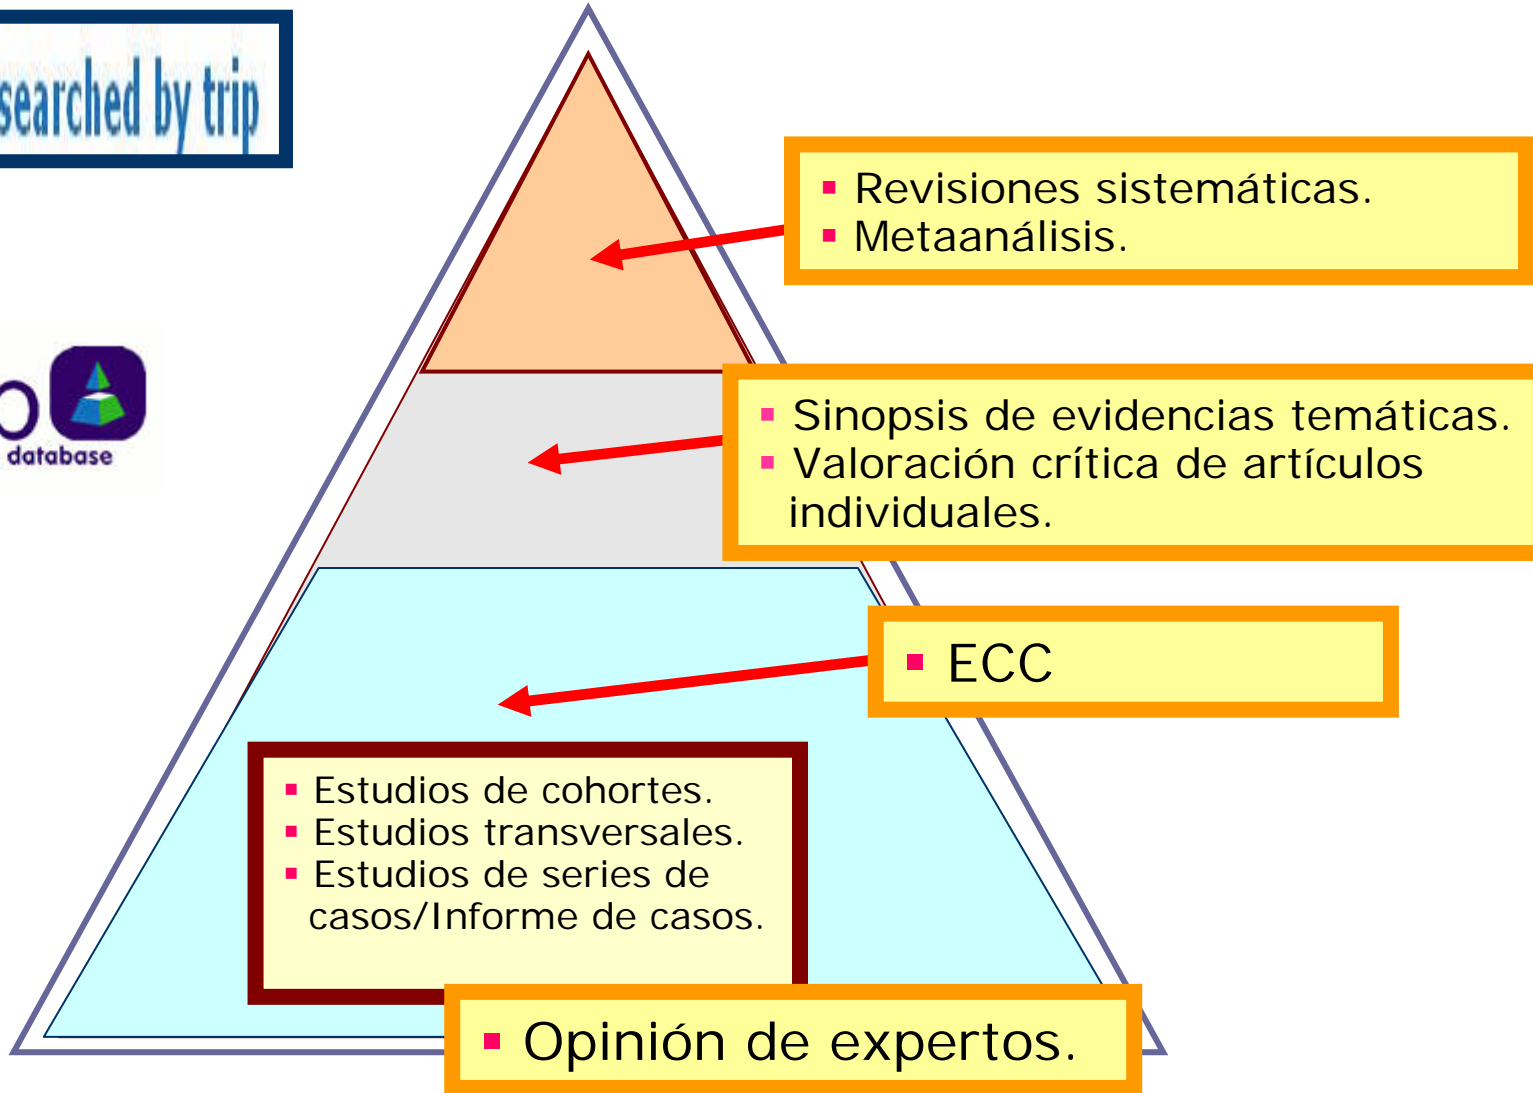 searched by trip
▪ Revisiones sistemáticas.
▪ Metaanálisis.
database
▪ Sinopsis de evidencias temáticas.
▪ Valoración crítica de artículos
individuales.
▪ ECC
▪ Estudios de cohortes.
▪ Estudios transversales.
▪ Estudios de series de
casos/Informe de casos.
▪ Opinión de expertos.